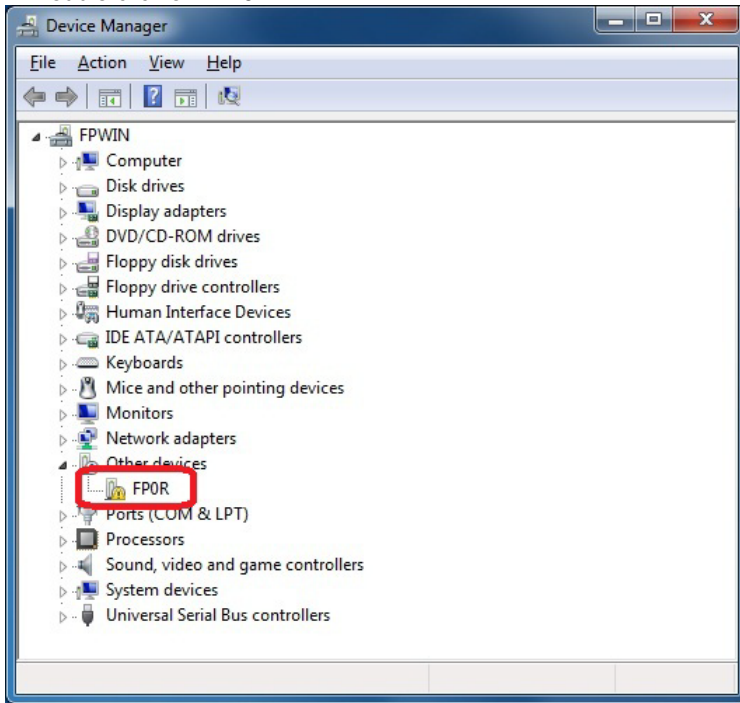 Device Manager
File Action View Help
FPWIN
Computer
Disk drives
Display adapters
DVD/CD-ROM drives
Floppy disk drives
Floppy drive controllers
Human Interface Devices
IDE ATA/ATAPI controllers
Keyboards
Mice and other pointing devices
Monitors
Network adapters
Other devices
FP0R
Ports (COM & LPT)
Processors
Sound, video and game controllers
System devices
Universal Serial Bus controllers